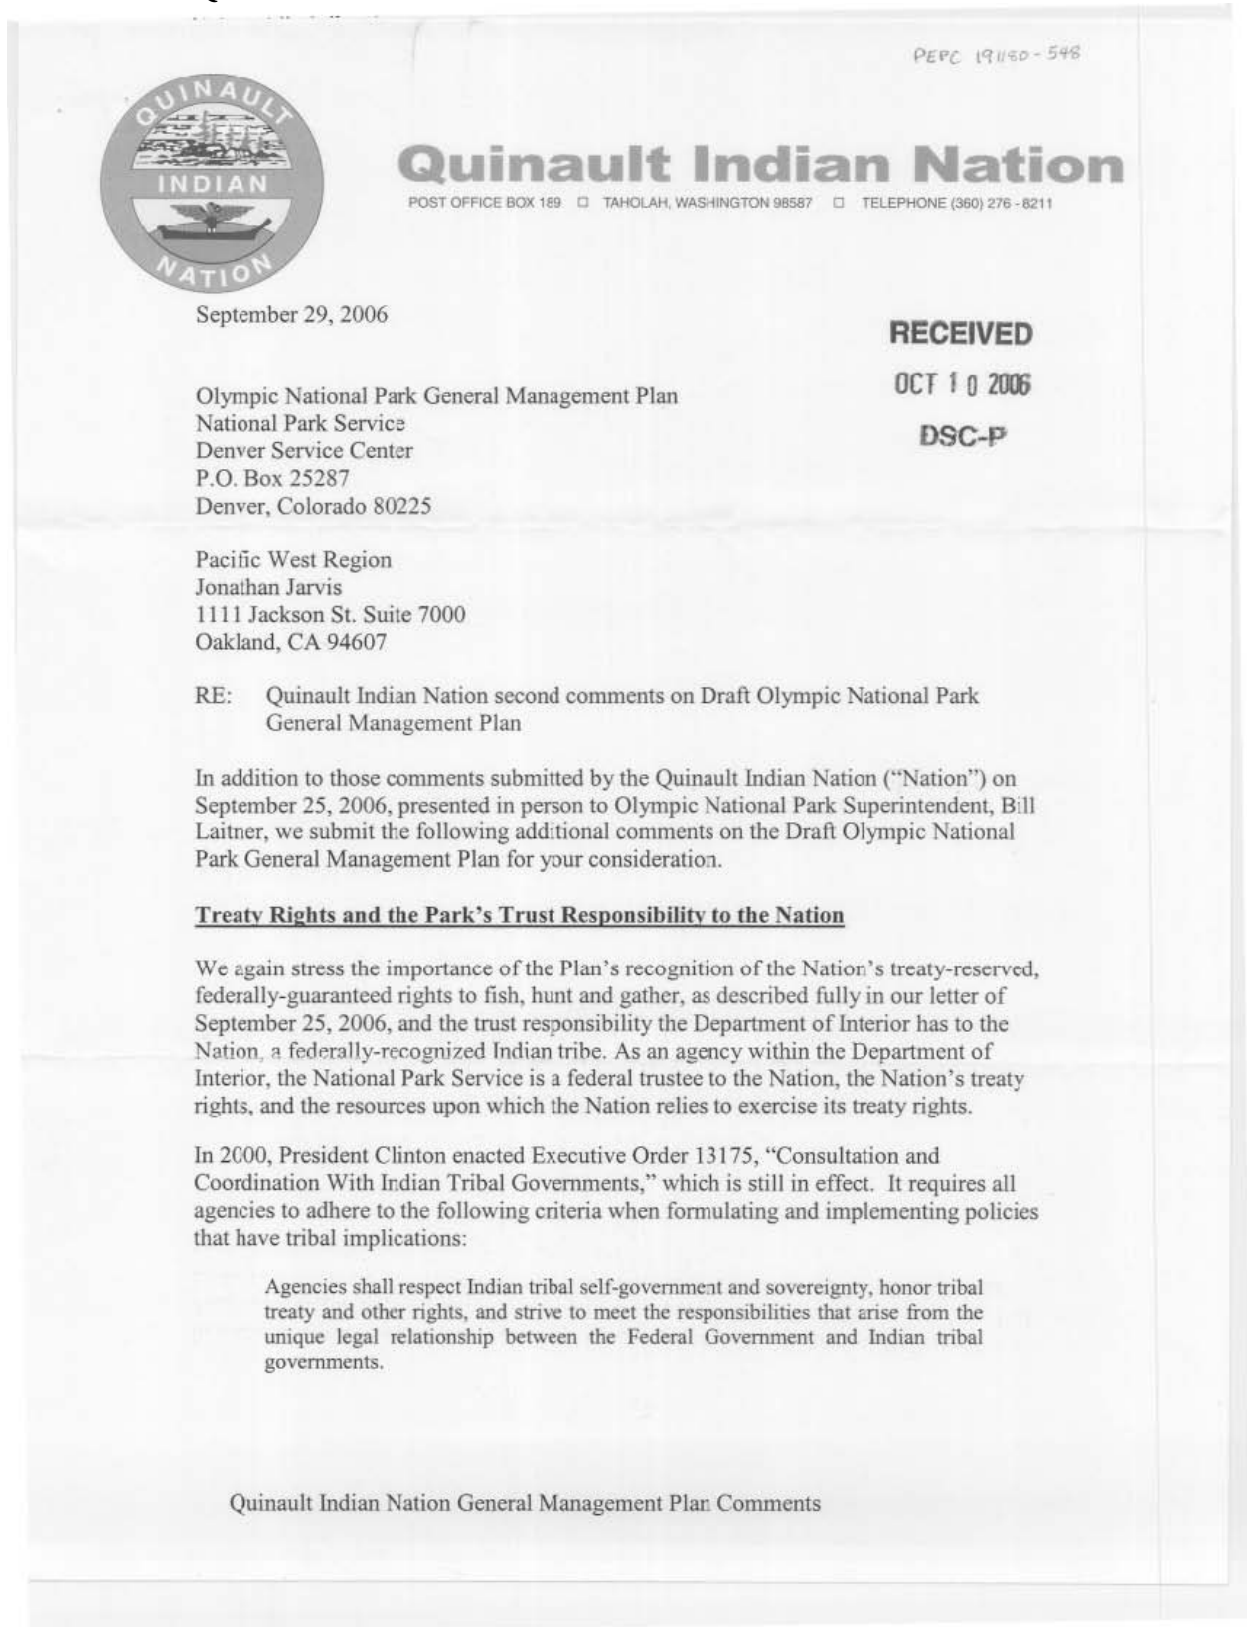 PEPC 191180-548
QUINAULT
INDIAN
NATION
Quinault Indian Nation
POST OFFICE BOX 189 □ TAHOLAH, WASHINGTON 98587 □ TELEPHONE (360) 276 - 8211
September 29, 2006
RECEIVED
OCT 10 2006
DSC-P
Olympic National Park General Management Plan
National Park Service
Denver Service Center
P.O. Box 25287
Denver, Colorado 80225
Pacific West Region
Jonathan Jarvis
1111 Jackson St. Suite 7000
Oakland, CA 94607
RE: Quinault Indian Nation second comments on Draft Olympic National Park
General Management Plan
In addition to those comments submitted by the Quinault Indian Nation (“Nation”) on
September 25, 2006, presented in person to Olympic National Park Superintendent, Bill
Laitner, we submit the following additional comments on the Draft Olympic National
Park General Management Plan for your consideration.
Treaty Rights and the Park’s Trust Responsibility to the Nation
We again stress the importance of the Plan’s recognition of the Nation’s treaty-reserved,
federally-guaranteed rights to fish, hunt and gather, as described fully in our letter of
September 25, 2006, and the trust responsibility the Department of Interior has to the
Nation, a federally-recognized Indian tribe. As an agency within the Department of
Interior, the National Park Service is a federal trustee to the Nation, the Nation’s treaty
rights, and the resources upon which the Nation relies to exercise its treaty rights.
In 2000, President Clinton enacted Executive Order 13175, “Consultation and
Coordination With Indian Tribal Governments,” which is still in effect. It requires all
agencies to adhere to the following criteria when formulating and implementing policies
that have tribal implications:
Agencies shall respect Indian tribal self-government and sovereignty, honor tribal
treaty and other rights, and strive to meet the responsibilities that arise from the
unique legal relationship between the Federal Government and Indian tribal
governments.
Quinault Indian Nation General Management Plan Comments